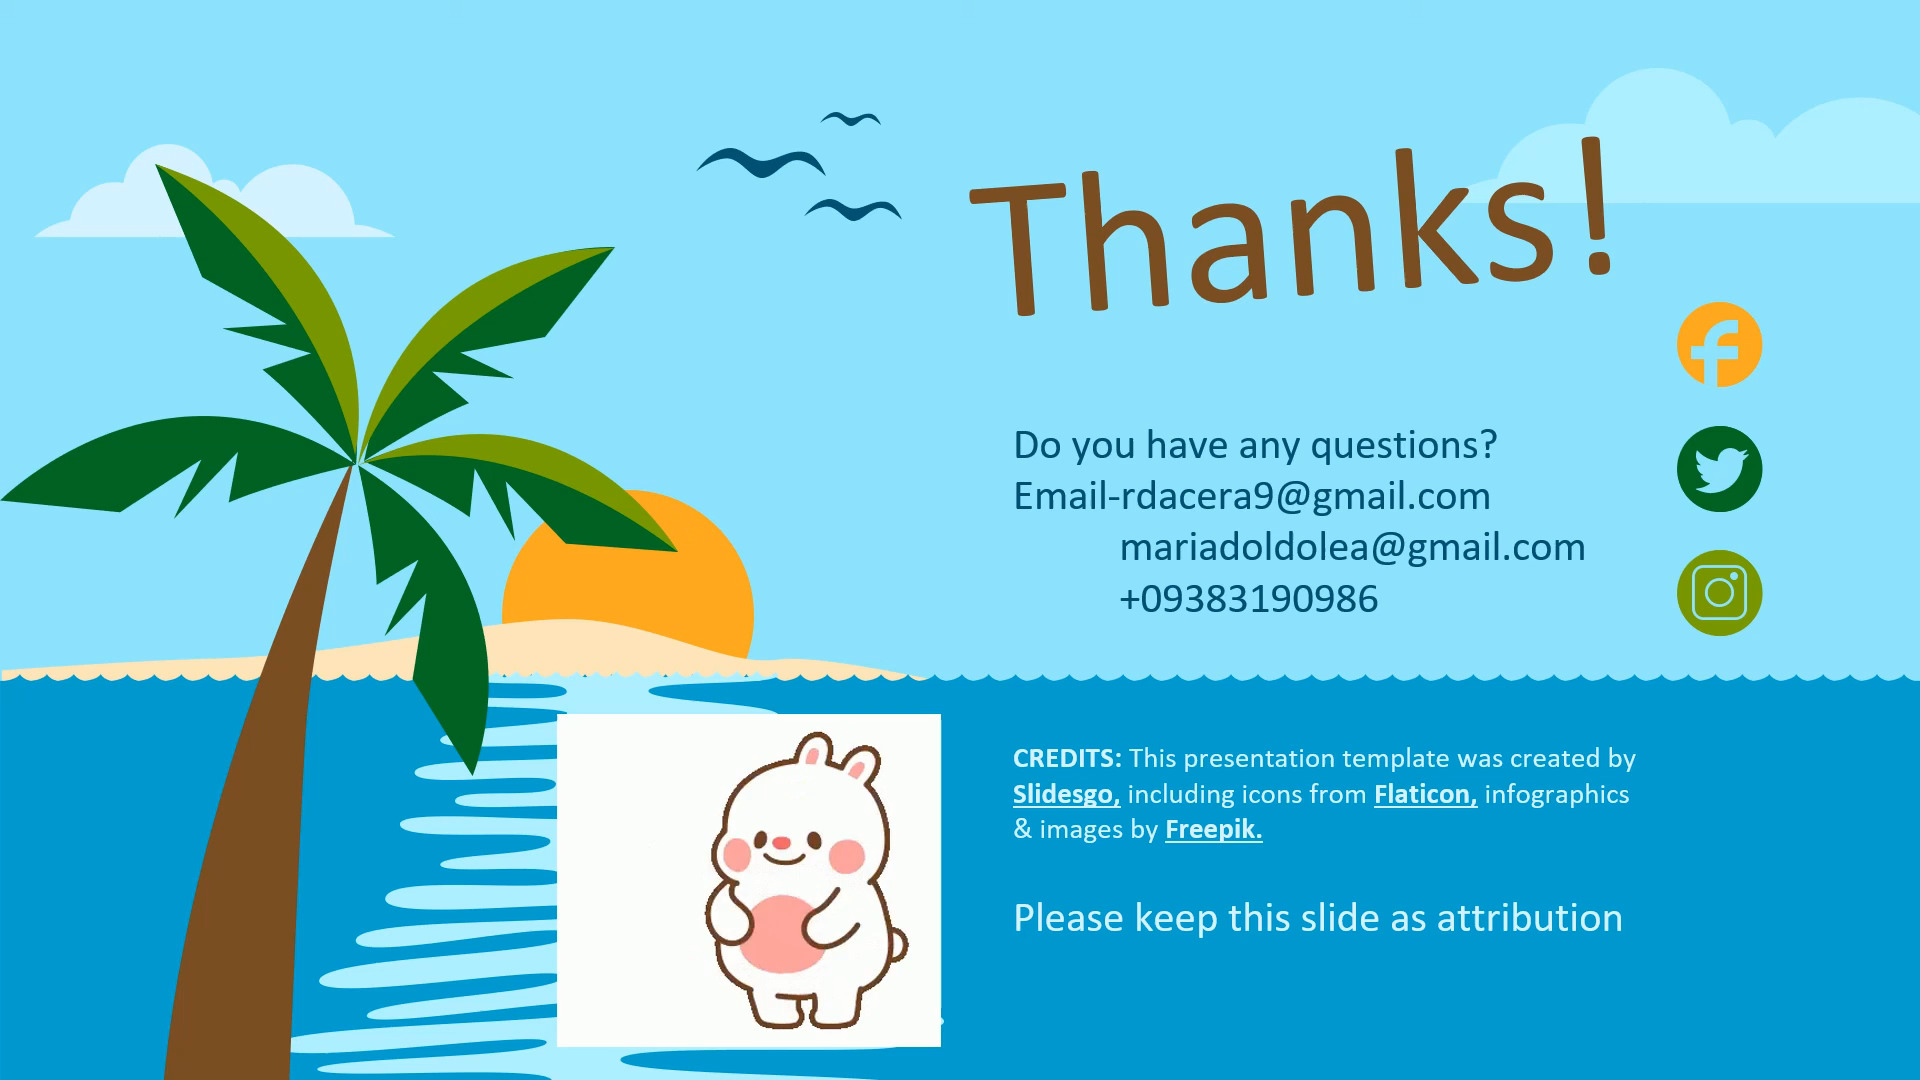 Thanks!
Do you have any questions?
Email-rdacera9@gmail.com
mariadoldolea@gmail.com
+09383190986
CREDITS: This presentation template was created by
Slidesgo, including icons from Flaticon, infographics
& images by Freepik.
Please keep this slide as attribution